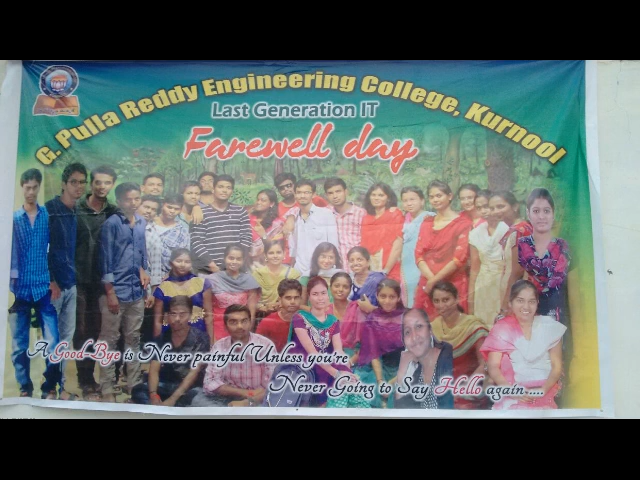 G. Pulla Reddy Engineering College, Kurnool
Last Generation IT
Farewell day
A Good-Bye is Never painful Unless you're
Never Going to Say Hello again.....